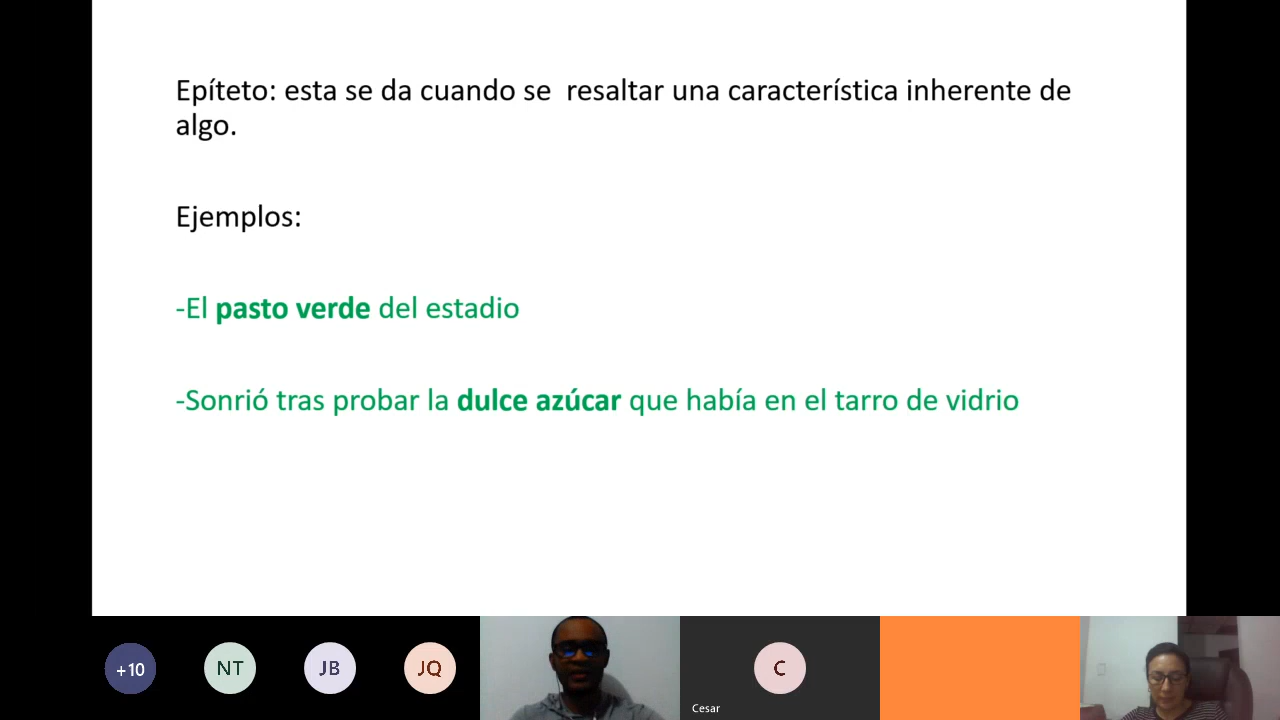 Epíteto: esta se da cuando se  resaltar una característica inherente de
algo.
Ejemplos:
-El pasto verde del estadio
-Sonrió tras probar la dulce azúcar que había en el tarro de vidrio
+10
NT
JB
JQ
C
Cesar